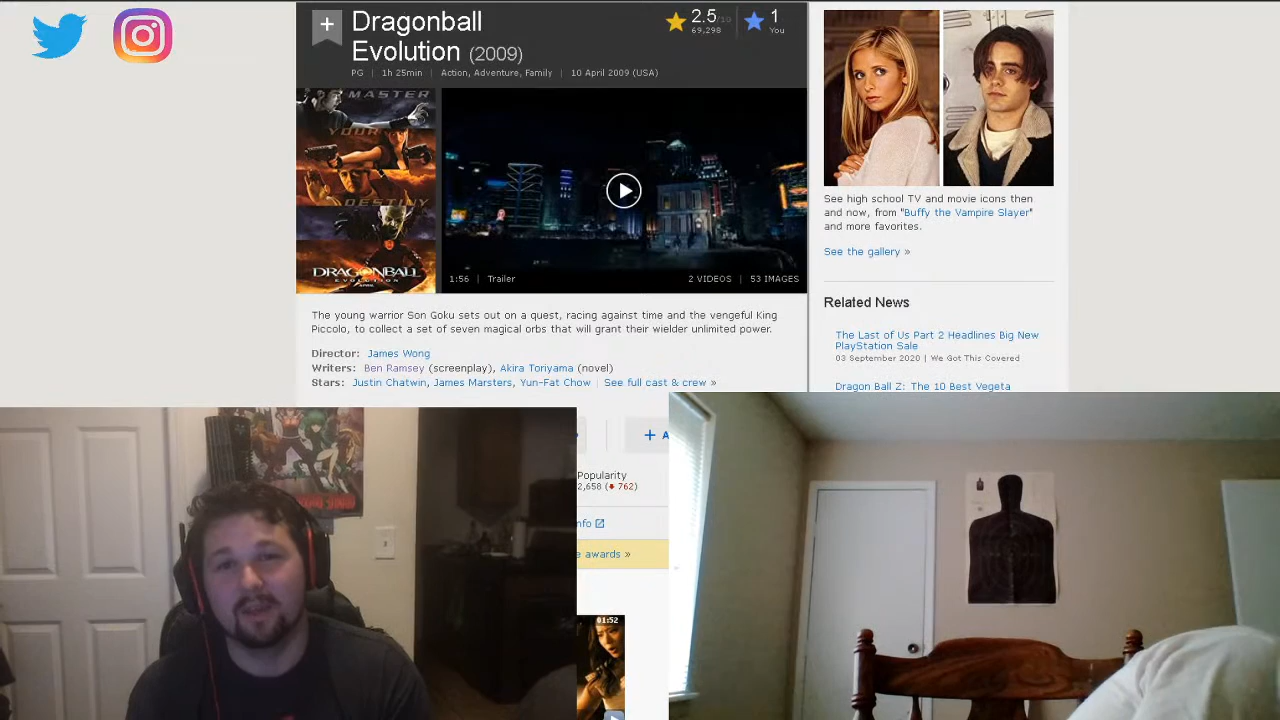 Dragonball
Evolution (2009)
2.5/10
69,298
1
You
PG | 1h 25min | Action, Adventure, Family | 10 April 2009 (USA)
MASTER
YOUR
DESTINY
DRAGONBALL
EVOLUTION
1:56 | Trailer
2 VIDEOS | 53 IMAGES
The young warrior Son Goku sets out on a quest, racing against time and the vengeful King
Piccolo, to collect a set of seven magical orbs that will grant their wielder unlimited power.
Director: James Wong
Writers: Ben Ramsey (screenplay), Akira Toriyama (novel)
Stars: Justin Chatwin, James Marsters, Yun-Fat Chow | See full cast & crew »
+ A
Popularity
2,658 (762)
nfo
e awards »
01:52
See high school TV and movie icons then
and now, from "Buffy the Vampire Slayer"
and more favorites.
See the gallery »
Related News
The Last of Us Part 2 Headlines Big New
PlayStation Sale
03 September 2020 | We Got This Covered
Dragon Ball Z: The 10 Best Vegeta